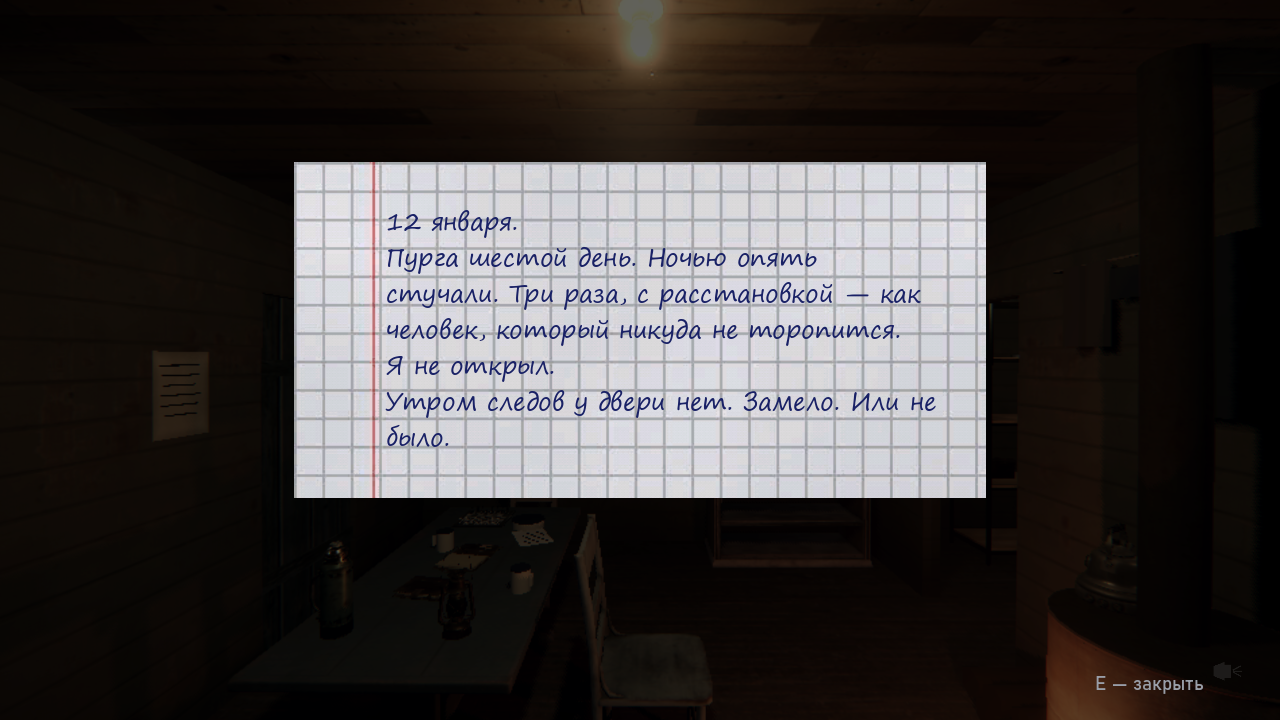 12 января.
Пурга шестой день. Ночью опять
стучали. Три раза, с расстановкой — как
человек, который никуда не торопится.
Я не открыл.
Утром следов у двери нет. Замело. Или не
было.
E — закрыть